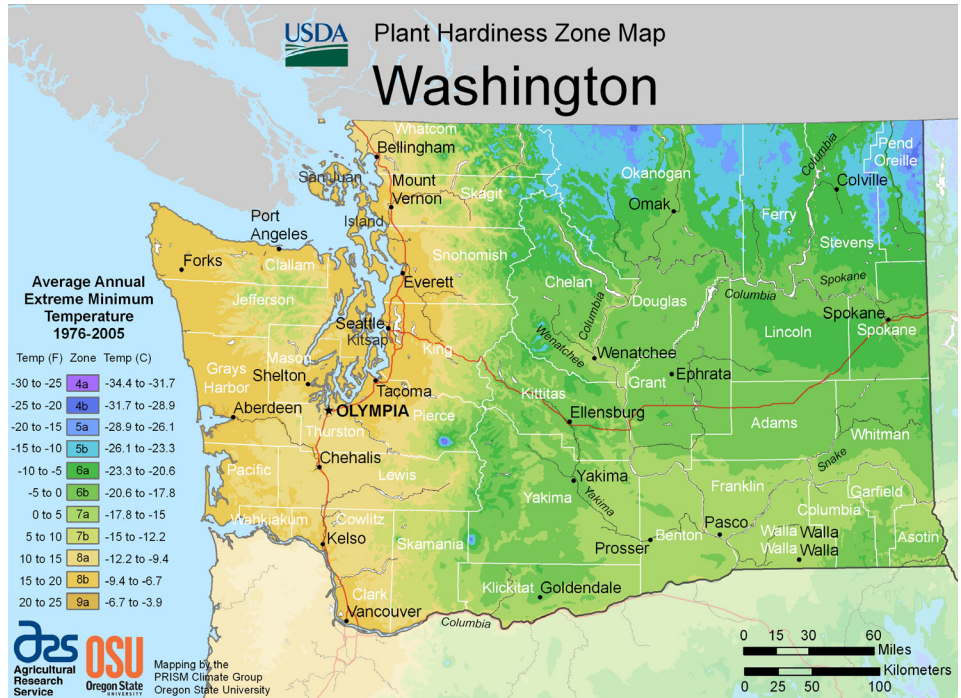 USDA
Plant Hardiness Zone Map
Washington
Whatcom
Bellingham
San Juan
Mount
Vernon
Skagit
Island
Okanogan
Omak
Ferry
Columbia
Pend
Oreille
Colville
Stevens
Port
Angeles
Forks
Clallam
Jefferson
Snohomish
Everett
Chelan
Douglas
Columbia
Columbia
Spokane
Spokane
Spokane
Lincoln
Seattle
Kitsap
King
Wenatchee
Wenatchee
Mason
Shelton
Grays
Harbor
Tacoma
Kittitas
Grant
Ephrata
Aberdeen
OLYMPIA
Pierce
Thurston
Ellensburg
Adams
Whitman
Chehalis
Lewis
Pacific
Yakima
Yakima
Yakima
Snake
Franklin
Garfield
Columbia
Wahkiakum
Cowlitz
Kelso
Skamania
Prosser
Benton
Pasco
Walla
Walla
Walla
Walla
Asotin
Clark
Vancouver
Klickitat
Goldendale
Columbia
Average Annual
Extreme Minimum
Temperature
1976-2005
Temp (F) Zone Temp (C)
-30 to -25 4a -34.4 to -31.7
-25 to -20 4b -31.7 to -28.9
-20 to -15 5a -28.9 to -26.1
-15 to -10 5b -26.1 to -23.3
-10 to -5 6a -23.3 to -20.6
-5 to 0 6b -20.6 to -17.8
0 to 5 7a -17.8 to -15
5 to 10 7b -15 to -12.2
10 to 15 8a -12.2 to -9.4
15 to 20 8b -9.4 to -6.7
20 to 25 9a -6.7 to -3.9
ars
Agricultural
Research
Service
OSU
Oregon State
UNIVERSITY
Mapping by the
PRISM Climate Group
Oregon State University
0 15 30 60
Miles
Kilometers
0 25 50 100